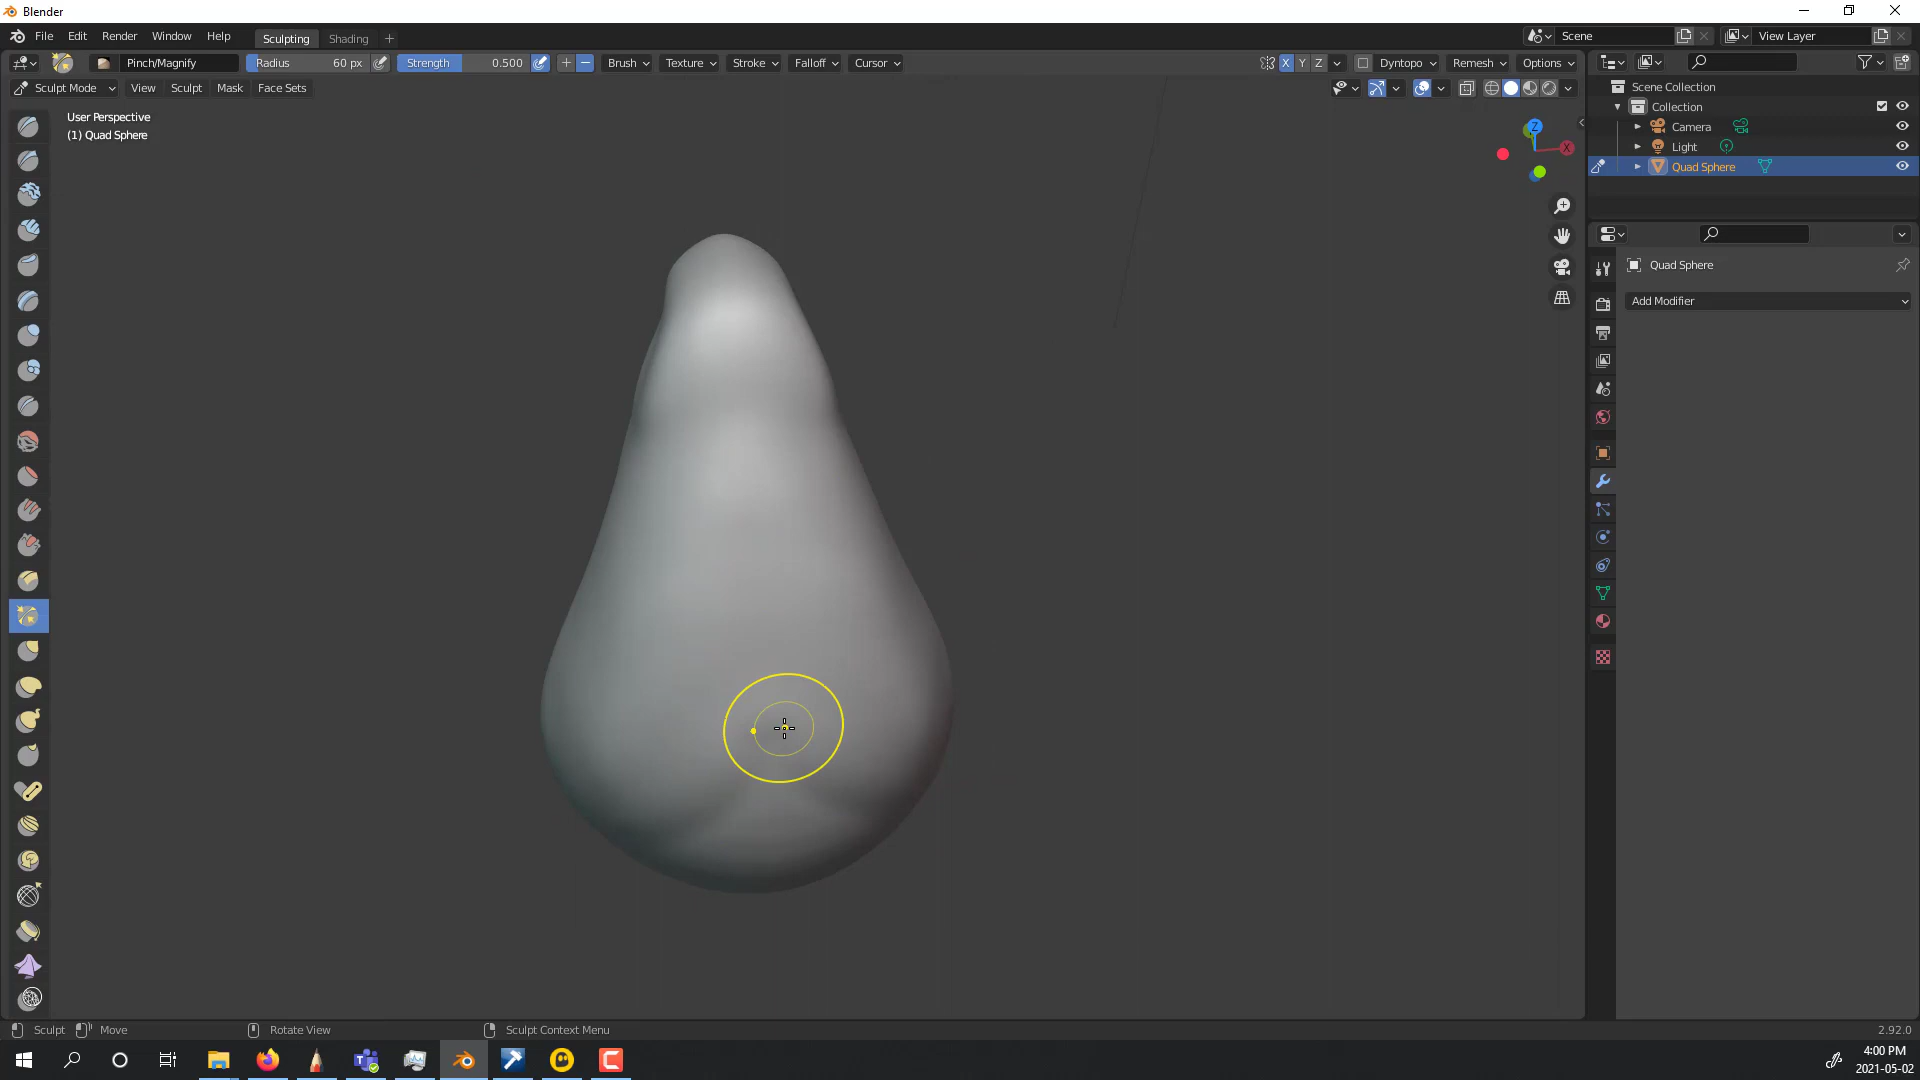 Blender
File Edit Render Window Help Sculpting Shading + Scene View Layer
Pinch/Magnify Radius 60 px Strength 0.500 Brush Texture Stroke Falloff Cursor X Y Z Dyntopo Remesh Options
Sculpt Mode View Sculpt Mask Face Sets
User Perspective
(1) Quad Sphere
Z
X
Scene Collection
Collection
Camera
Light
Quad Sphere
Quad Sphere
Add Modifier
Sculpt Move Rotate View Sculpt Context Menu 2.92.0
4:00 PM
2021-05-02